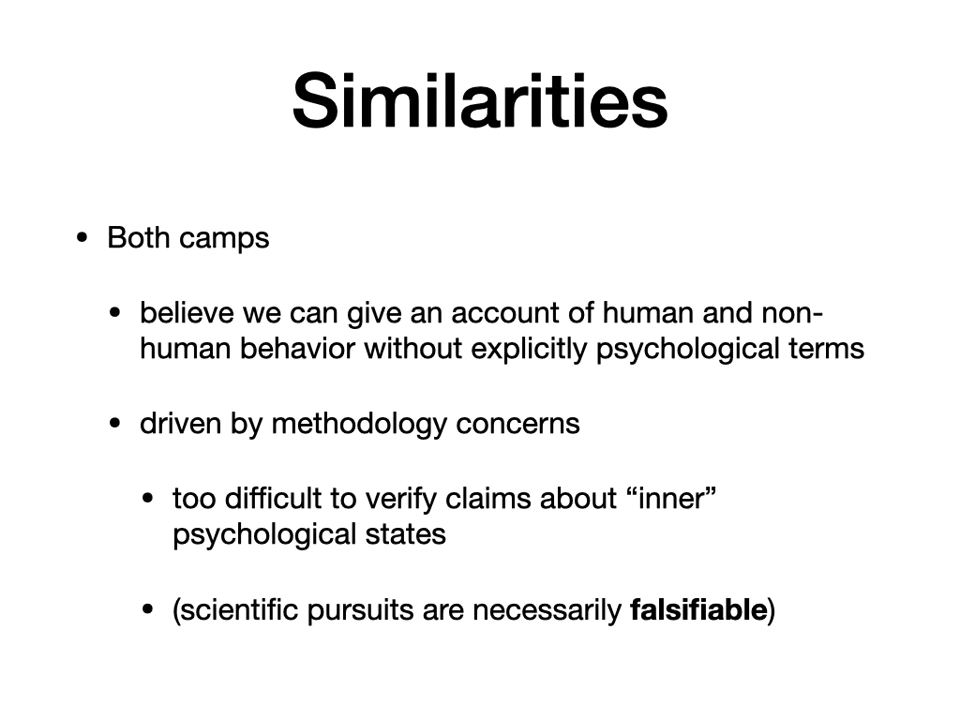 Similarities
• Both camps
• believe we can give an account of human and non-
human behavior without explicitly psychological terms
• driven by methodology concerns
• too difficult to verify claims about “inner”
psychological states
• (scientific pursuits are necessarily falsifiable)